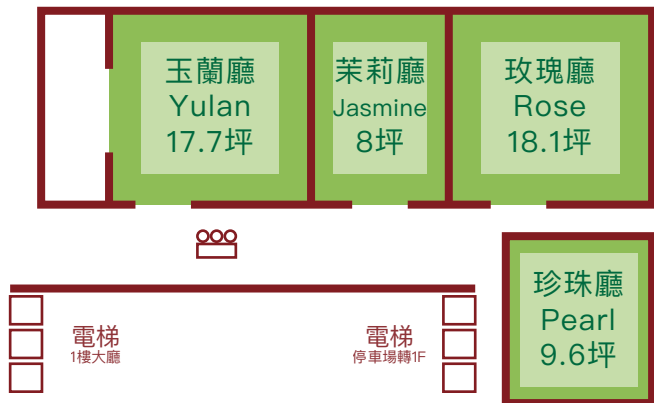 玉蘭廳
Yulan
17.7坪
茉莉廳
Jasmine
8坪
玫瑰廳
Rose
18.1坪
珍珠廳
Pearl
9.6坪
電梯
1樓大廳
電梯
停車場轉1F